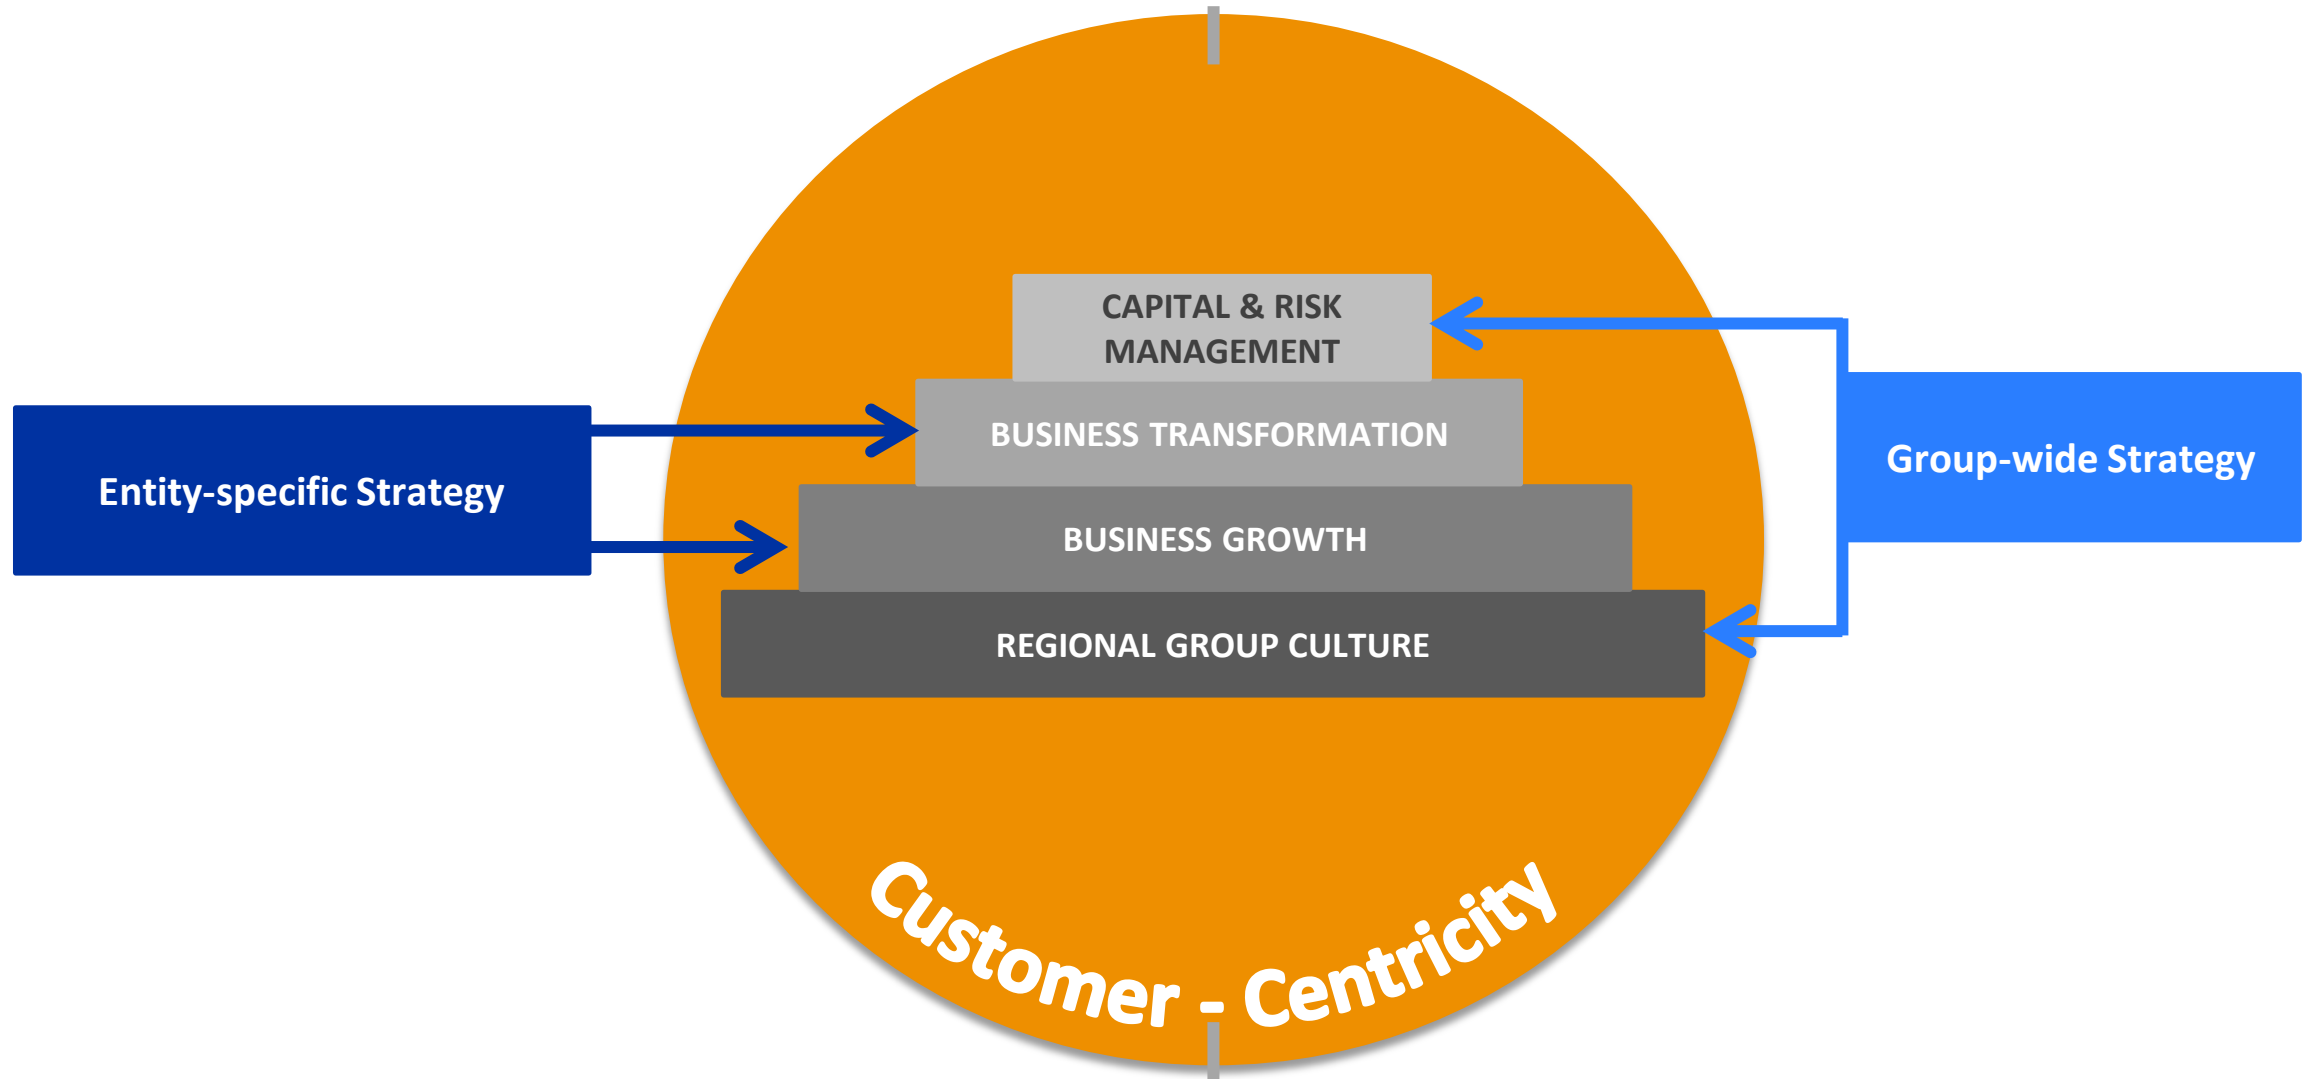 CAPITAL & RISK
MANAGEMENT
BUSINESS TRANSFORMATION
Entity-specific Strategy
Group-wide Strategy
BUSINESS GROWTH
REGIONAL GROUP CULTURE
Customer - Centricity